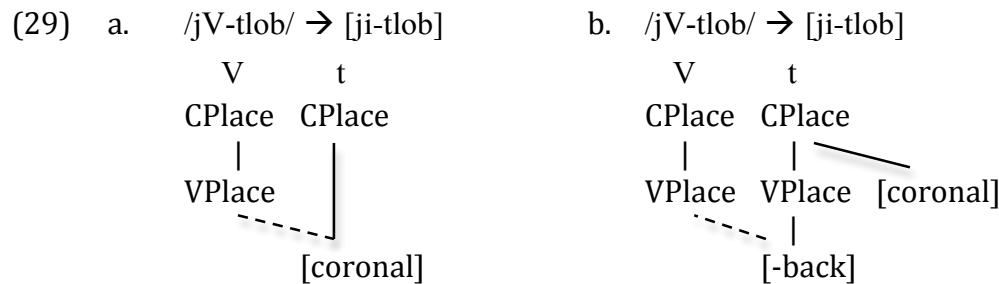 (29) a. /jV-tlob/ → [ji-tlob] b. /jV-tlob/ → [ji-tlob]
V t V t
CPlace CPlace CPlace CPlace
VPlace VPlace VPlace [coronal]
[coronal] [-back]